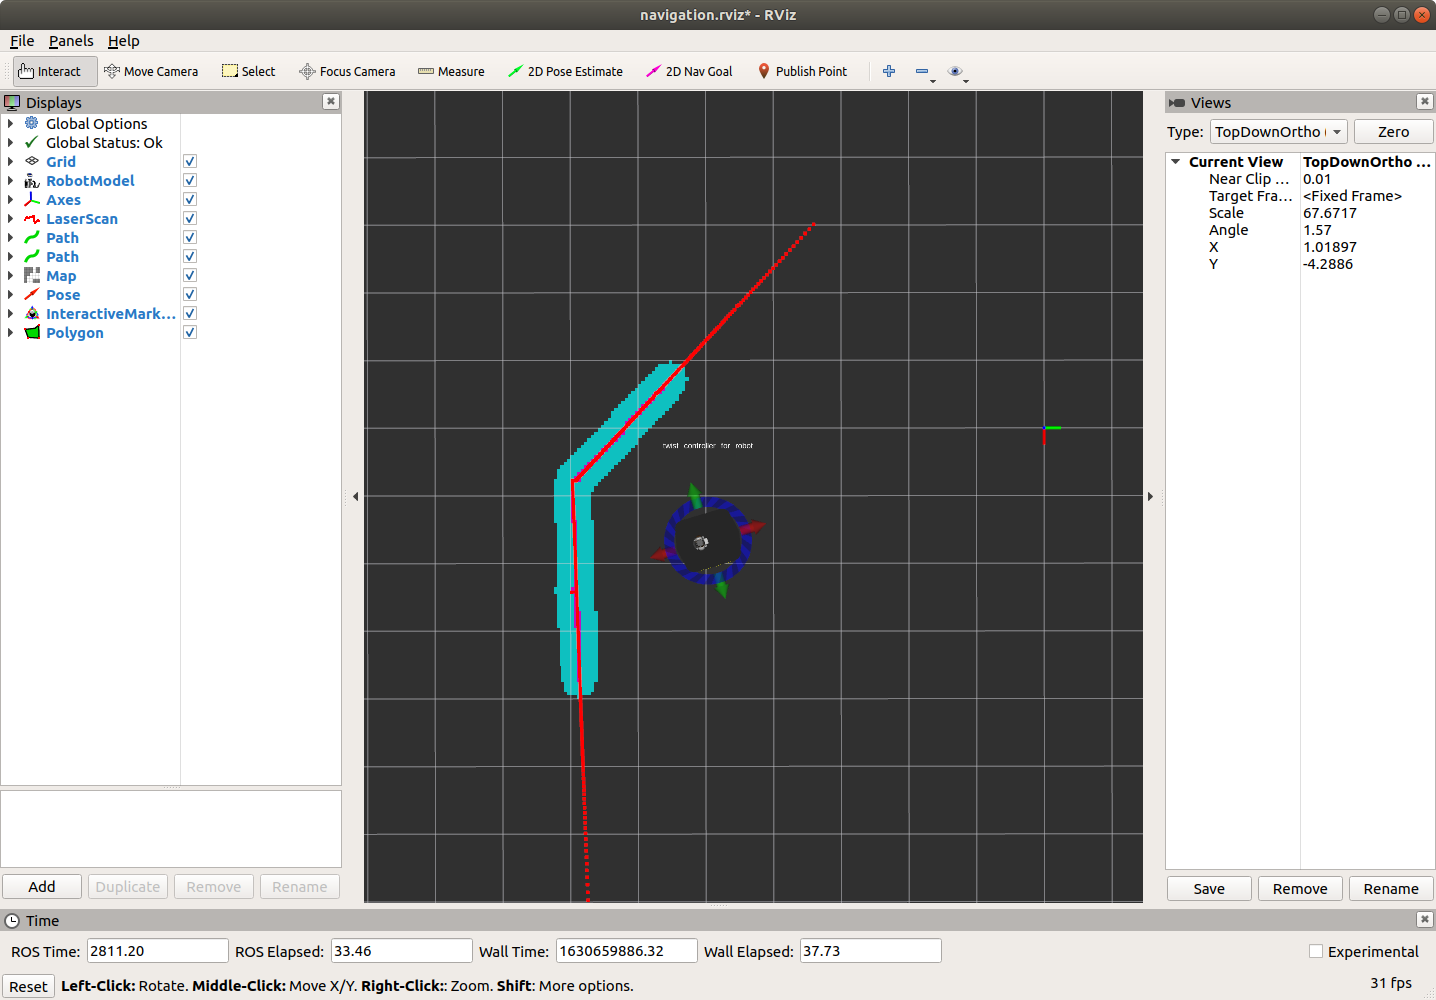 navigation.rviz* - RViz
File Panels Help
Interact Move Camera Select Focus Camera Measure 2D Pose Estimate 2D Nav Goal Publish Point
Displays
Global Options
Global Status: Ok
Grid
RobotModel
Axes
LaserScan
Path
Path
Map
Pose
InteractiveMark...
Polygon
Add Duplicate Remove Rename
twist controller for robot
Views
Type: TopDownOrtho ( Zero
Current View TopDownOrtho ...
Near Clip ... 0.01
Target Fra... <Fixed Frame>
Scale 67.6717
Angle 1.57
X 1.01897
Y -4.2886
Save Remove Rename
Time
ROS Time: 2811.20 ROS Elapsed: 33.46 Wall Time: 1630659886.32 Wall Elapsed: 37.73 Experimental
Reset Left-Click: Rotate. Middle-Click: Move X/Y. Right-Click:: Zoom. Shift: More options. 31 fps